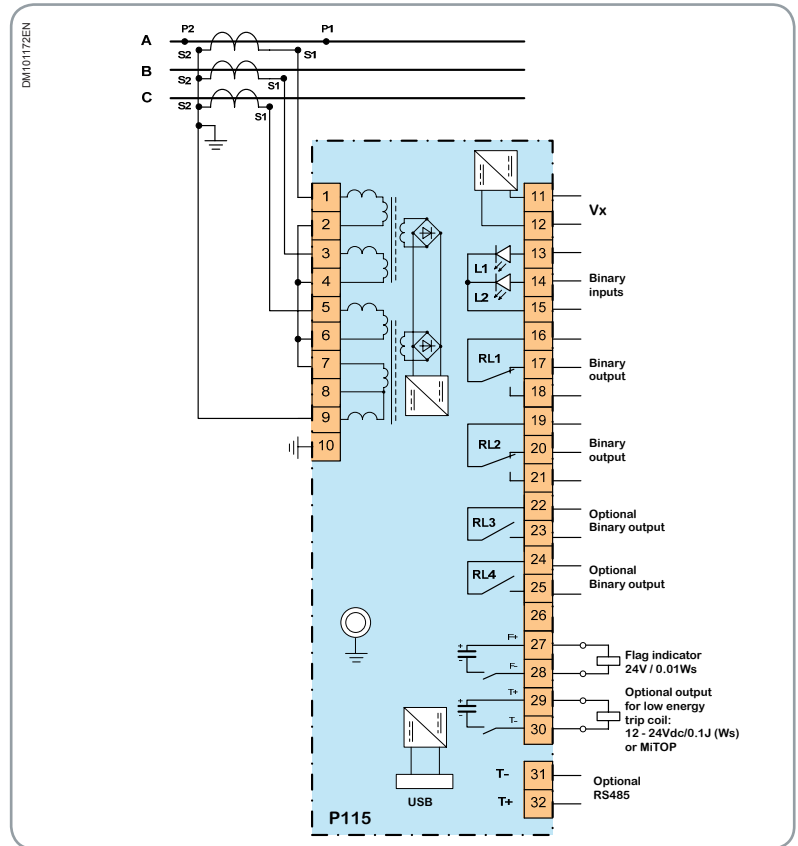 DM101172EN
P2
P1
A
S2
S1
B
S2
S1
C
S2
S1
1
2
3
4
5
6
7
8
9
10
11
12
Vx
13
L1
14
L2
15
Binary
inputs
16
RL1
17
18
Binary
output
19
RL2
20
21
Binary
output
22
RL3
23
Optional
Binary output
24
RL4
25
Optional
Binary output
26
F+
27
+
-
F-
28
Flag indicator
24V / 0.01Ws
T+
29
+
-
T-
30
Optional output
for low energy
trip coil:
12 - 24Vdc/0.1J (Ws)
or MiTOP
T-
31
T+
32
Optional
RS485
USB
P115